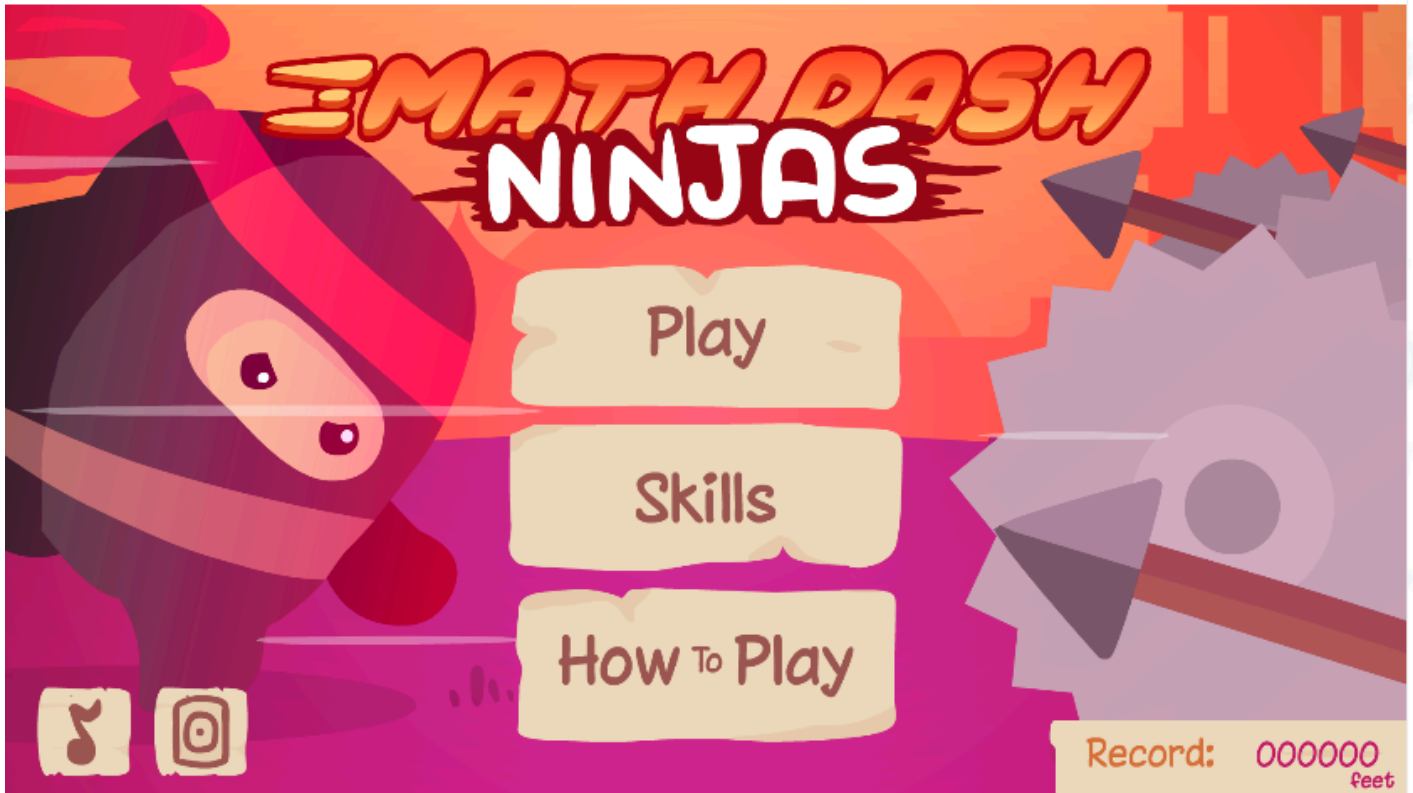 MATH DASH
NINJAS
Play
Skills
How To Play
Record: 000000
feet